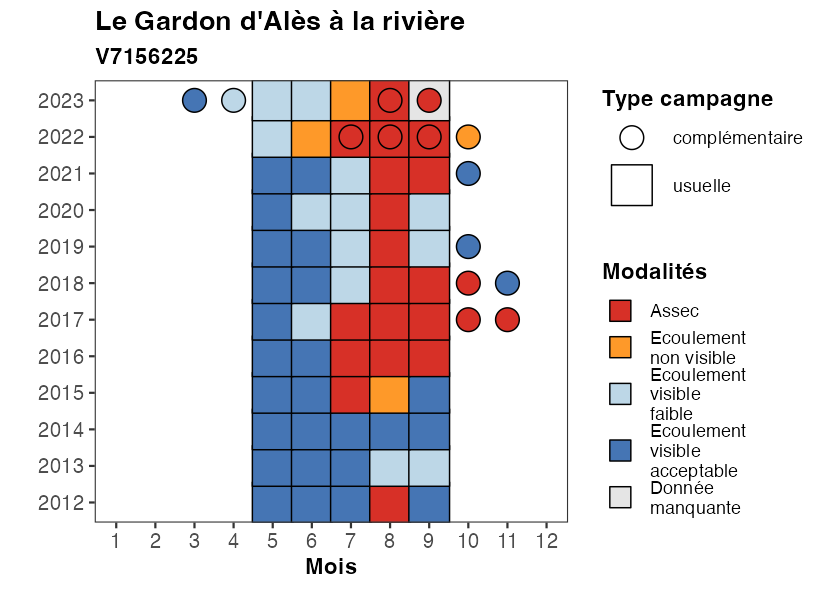 Le Gardon d'Alès à la rivière
V7156225
2023
2022
2021
2020
2019
2018
2017
2016
2015
2014
2013
2012
1 2 3 4 5 6 7 8 9 10 11 12
Mois
Type campagne
complémentaire
usuelle
Modalités
Assec
Ecoulement
non visible
Ecoulement
visible
faible
Ecoulement
visible
acceptable
Donnée
manquante